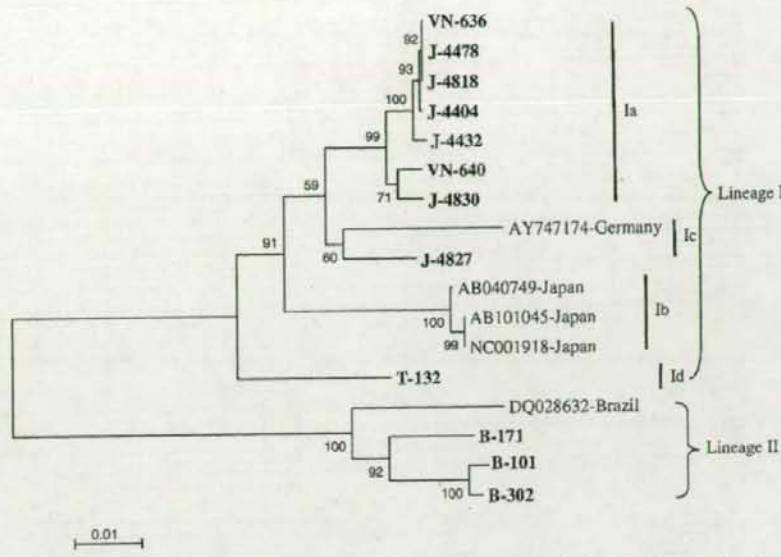 VN-636
92
J-4478
93
J-4818
100
J-4404
Ia
J-4432
99
VN-640
59
71
J-4830
Lineage I
AY747174-Germany
Ic
91
60
J-4827
AB040749-Japan
100
AB101045-Japan
Ib
99
NC001918-Japan
T-132
Id
DQ028632-Brazil
100
B-171
Lineage II
92
B-101
100
B-302
0.01